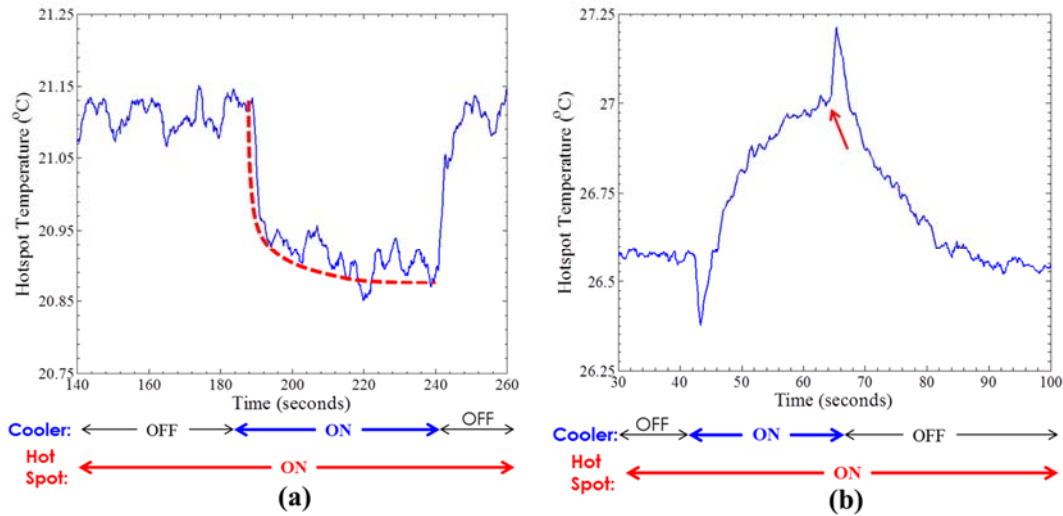 Hotspot Temperature (°C)
21.25
21.15
21.05
20.95
20.85
20.75
140 160 180 200 220 240 260
Time (seconds)
Cooler: OFF ON OFF
Hot
Spot: ON
(a)
Hotspot Temperature (°C)
27.25
27
26.75
26.5
26.25
30 40 50 60 70 80 90 100
Time (seconds)
Cooler: OFF ON OFF
Hot
Spot: ON
(b)